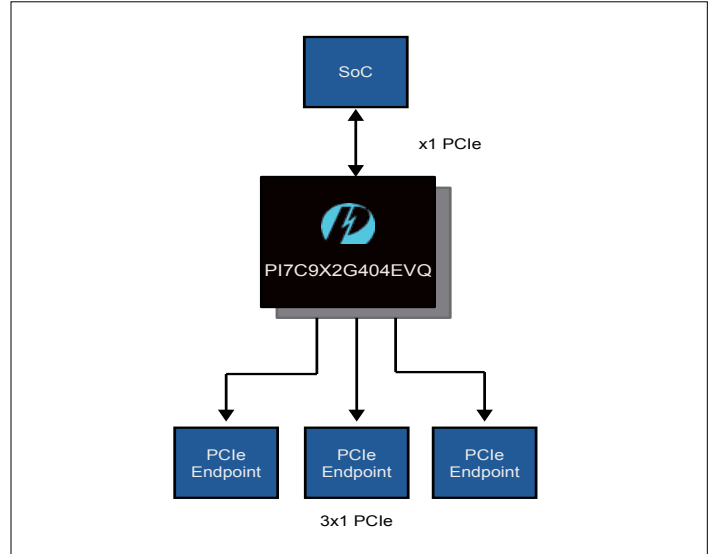 SoC
x1 PCIe
PI7C9X2G404EVQ
PCIe
Endpoint
PCIe
Endpoint
PCIe
Endpoint
3x1 PCIe